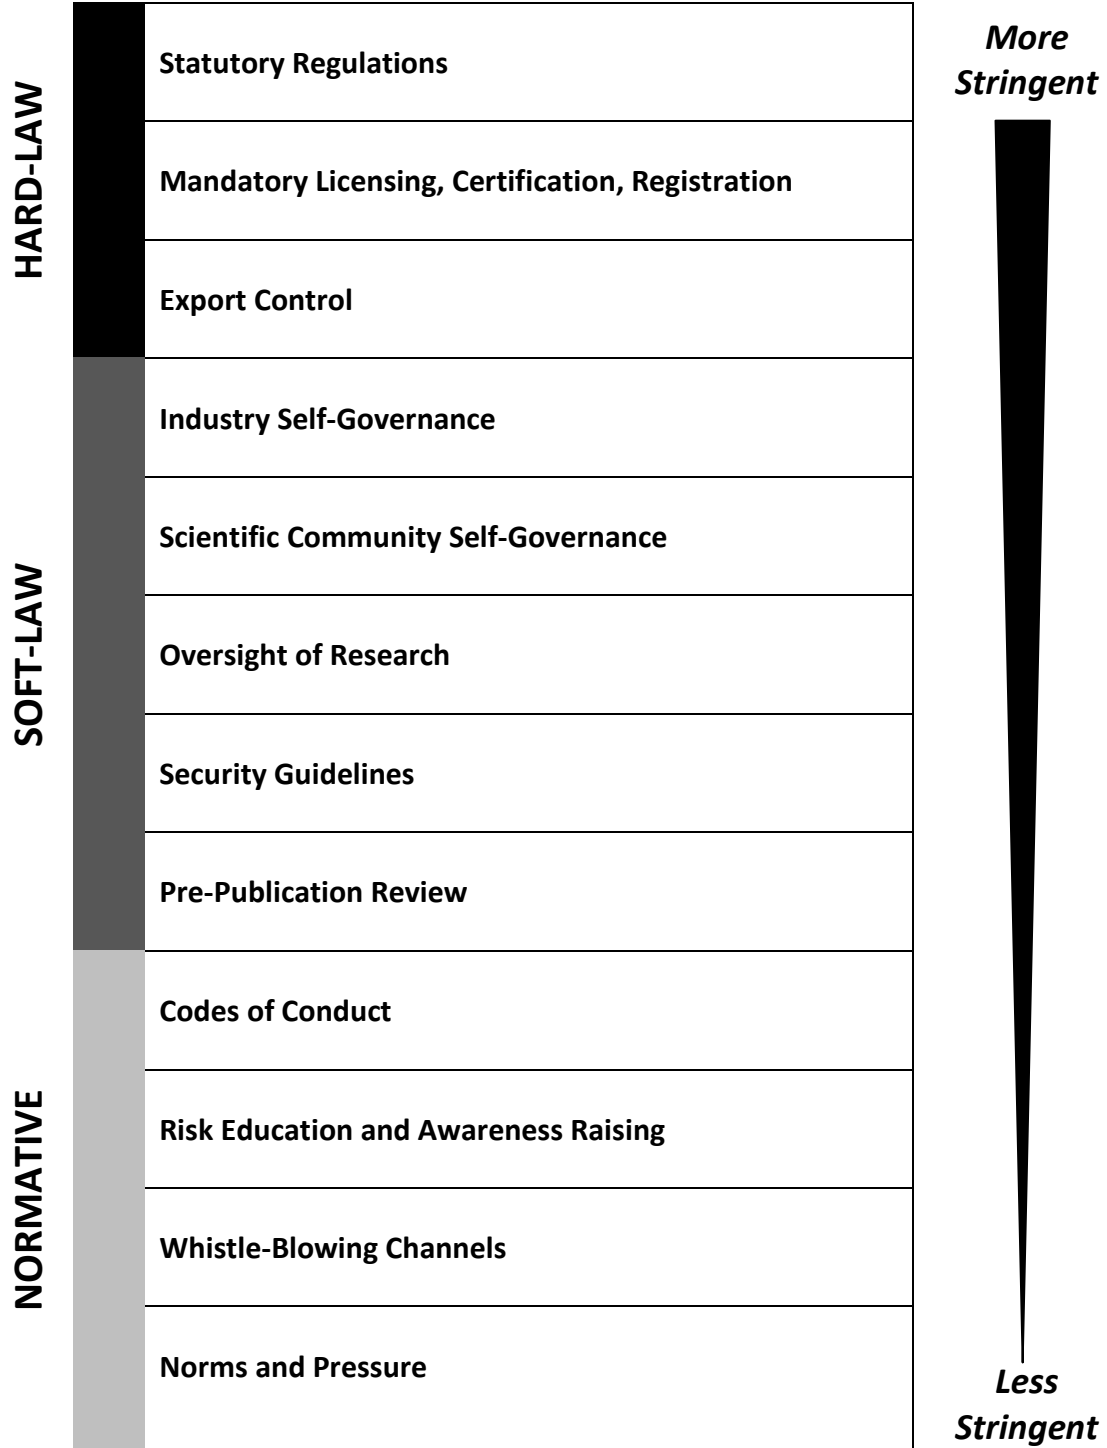 More
Stringent
HARD-LAW
Statutory Regulations
Mandatory Licensing, Certification, Registration
Export Control
SOFT-LAW
Industry Self-Governance
Scientific Community Self-Governance
Oversight of Research
Security Guidelines
Pre-Publication Review
NORMATIVE
Codes of Conduct
Risk Education and Awareness Raising
Whistle-Blowing Channels
Norms and Pressure
Less
Stringent